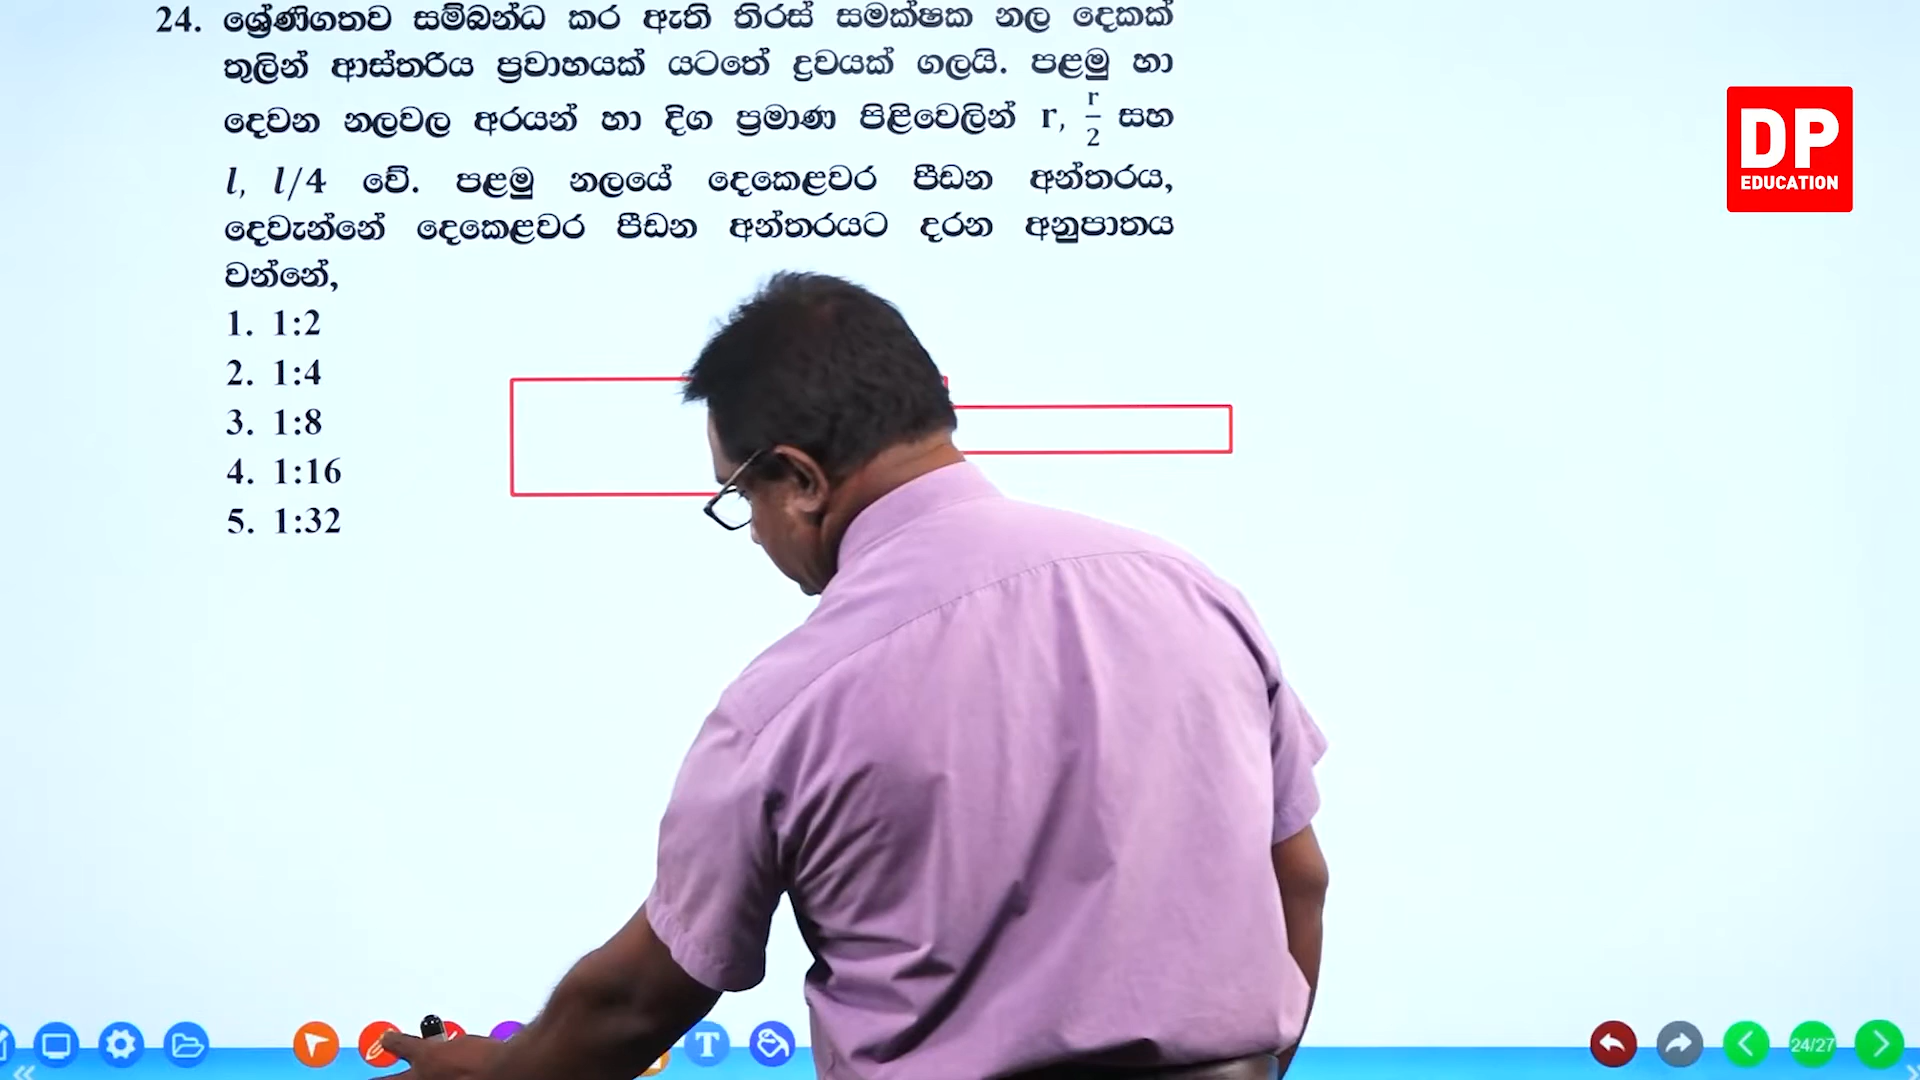 24. ශ්‍රේණිගතව සම්බන්ධ කර ඇති තිරස් සමක්ෂක නල දෙකක්
තුලින් ආස්තරිය ප්‍රවාහයක් යටතේ ද්‍රවයක් ගලයි. පළමු හා
දෙවන නලවල අරයන් හා දිග ප්‍රමාණ පිළිවෙලින් r, r/2 සහ
l, l/4 වේ. පළමු නලයේ දෙකෙළවර පීඩන අන්තරය,
දෙවැන්නේ දෙකෙළවර පීඩන අන්තරයට දරන අනුපාතය
වන්නේ,
1. 1:2
2. 1:4
3. 1:8
4. 1:16
5. 1:32
DP
EDUCATION
T
24/27